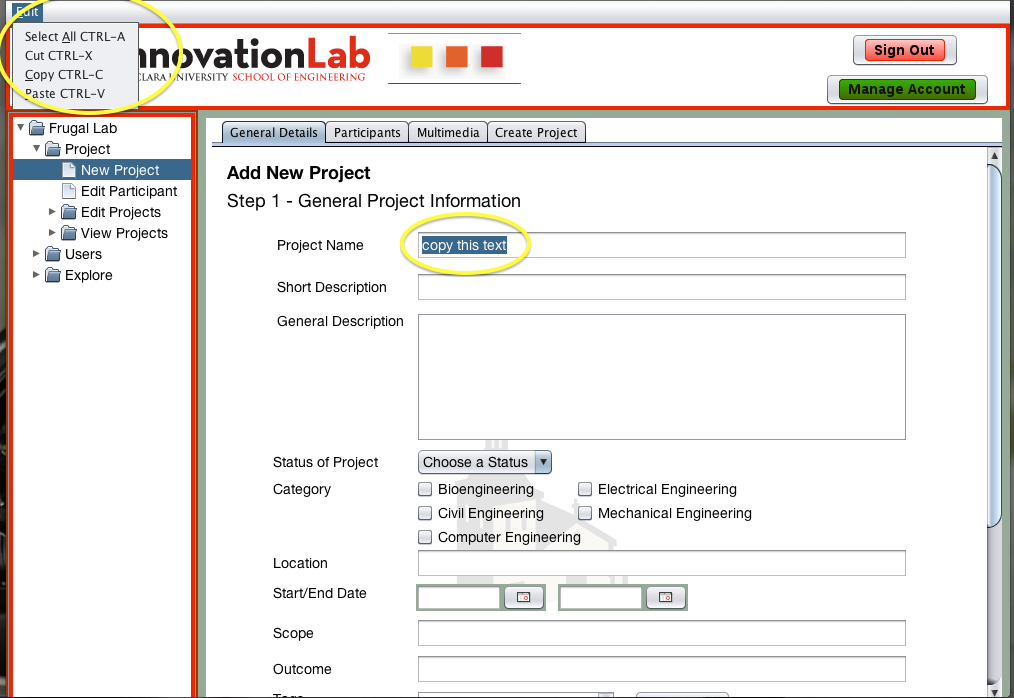 Edit
Select All CTRL-A
Cut CTRL-X
Copy CTRL-C
Paste CTRL-V
nnovationLab
CLARA UNIVERSITY SCHOOL OF ENGINEERING
Sign Out
Manage Account
Frugal Lab
Project
New Project
Edit Participant
Edit Projects
View Projects
Users
Explore
General Details Participants Multimedia Create Project
Add New Project
Step 1 - General Project Information
Project Name copy this text
Short Description
General Description
Status of Project Choose a Status
Category Bioengineering Electrical Engineering
Civil Engineering Mechanical Engineering
Computer Engineering
Location
Start/End Date
Scope
Outcome